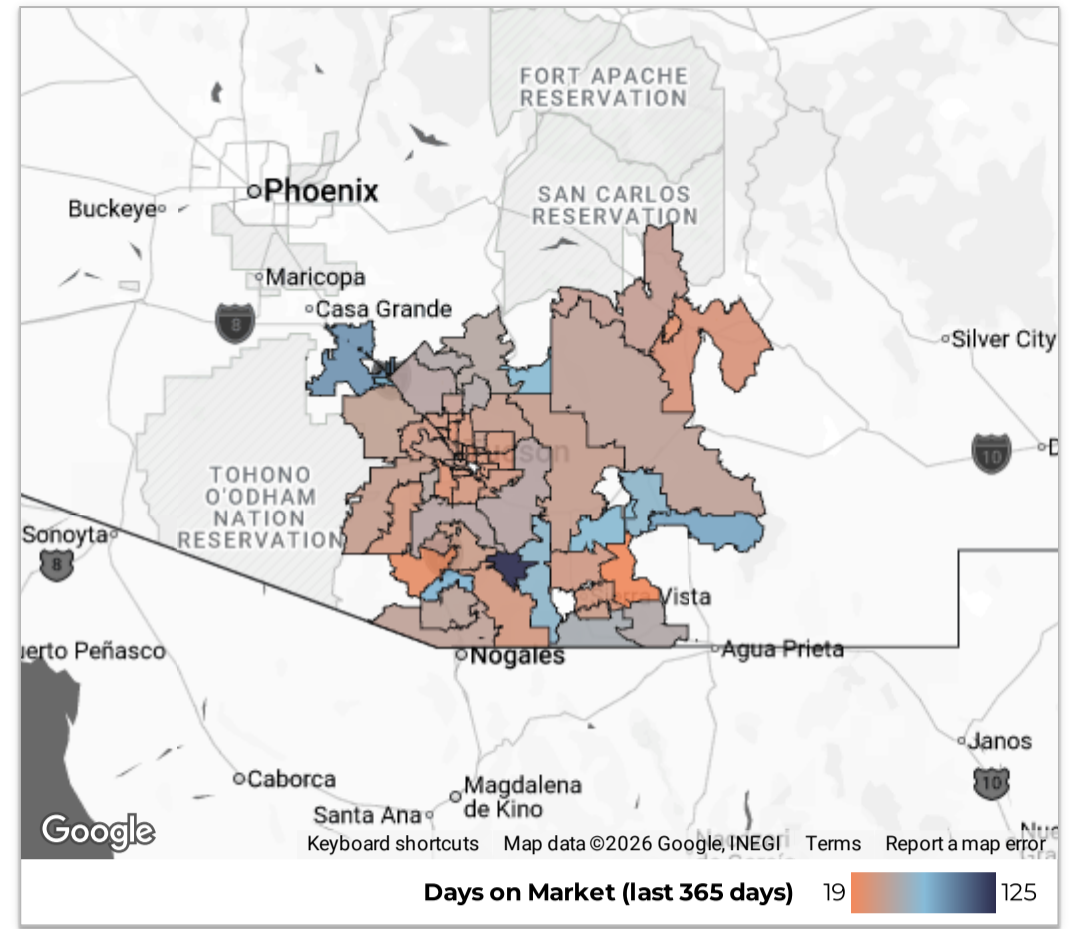 FORT APACHE
RESERVATION
SAN CARLOS
RESERVATION
Phoenix
Buckeye
Maricopa
Casa Grande
8
Silver City
10
TOHONO
O'ODHAM
NATION
RESERVATION
Sonoyta
8
Vista
uerto Peñasco
Nogales
Agua Prieta
Janos
10
Caborca
Magdalena
de Kino
Santa Ana
Google
Keyboard shortcuts
Map data ©2026 Google, INEGI
Terms
Report a map error
Days on Market (last 365 days)
19
125